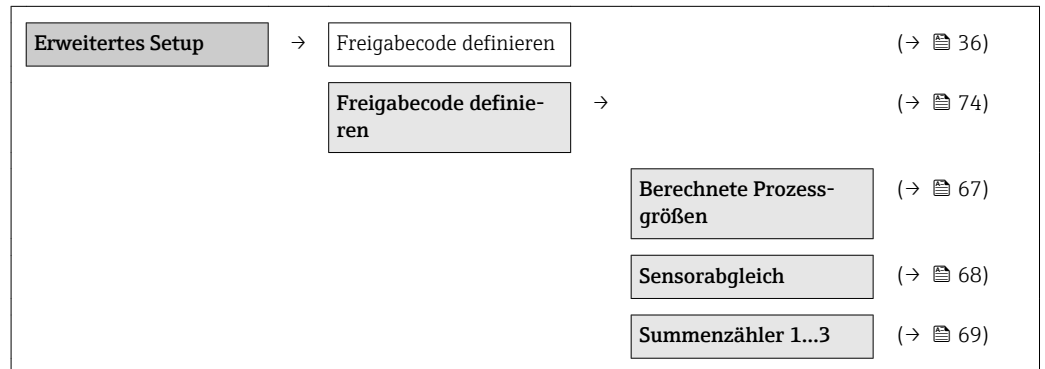 Erweitertes Setup → Freigabecode definieren (→ 36)
Freigabecode definie- → (→ 74)
ren
Berechnete Prozess- (→ 67)
größen
Sensorabgleich (→ 68)
Summenzähler 1...3 (→ 69)